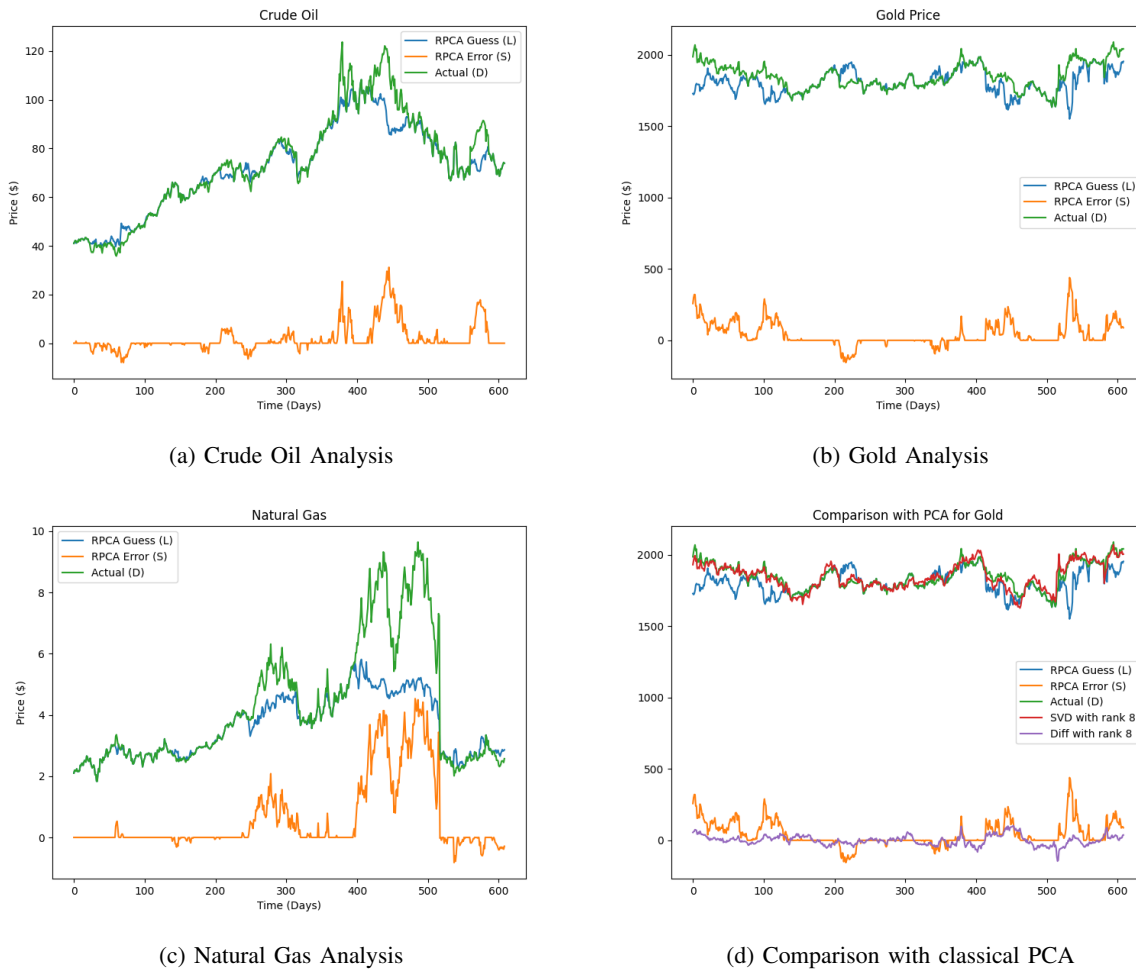 Crude Oil
RPCA Guess (L)
RPCA Error (S)
Actual (D)
120
100
80
60
40
20
0
Price ($)
0 100 200 300 400 500 600
Time (Days)
(a) Crude Oil Analysis
Gold Price
2000
1500
1000
500
0
Price ($)
RPCA Guess (L)
RPCA Error (S)
Actual (D)
0 100 200 300 400 500 600
Time (Days)
(b) Gold Analysis
Natural Gas
RPCA Guess (L)
RPCA Error (S)
Actual (D)
10
8
6
4
2
0
Price ($)
0 100 200 300 400 500 600
Time (Days)
(c) Natural Gas Analysis
Comparison with PCA for Gold
2000
1500
1000
500
0
RPCA Guess (L)
RPCA Error (S)
Actual (D)
SVD with rank 8
Diff with rank 8
0 100 200 300 400 500 600
(d) Comparison with classical PCA